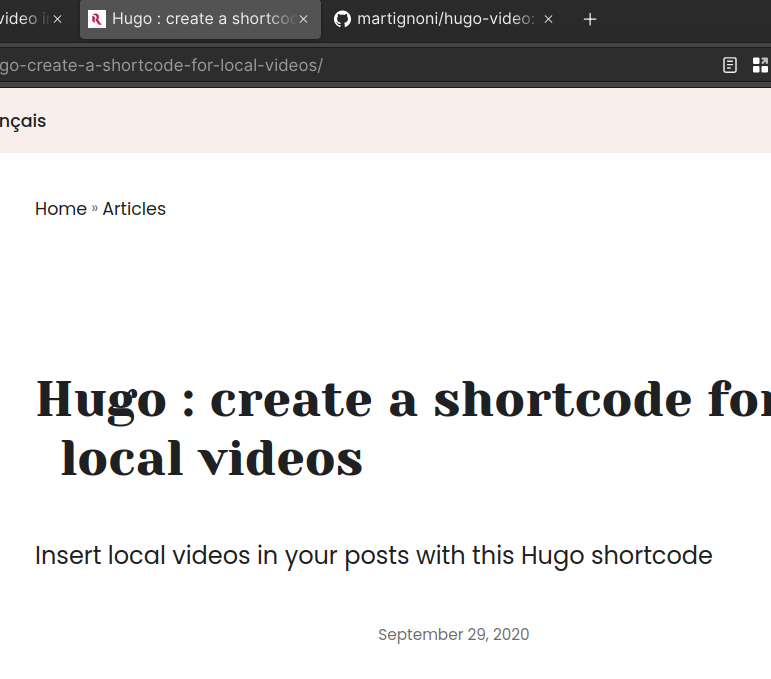 video i
Hugo : create a shortcod
martignoni/hugo-video:
go-create-a-shortcode-for-local-videos/
nçais
Home » Articles
Hugo : create a shortcode for
local videos
Insert local videos in your posts with this Hugo shortcode
September 29, 2020